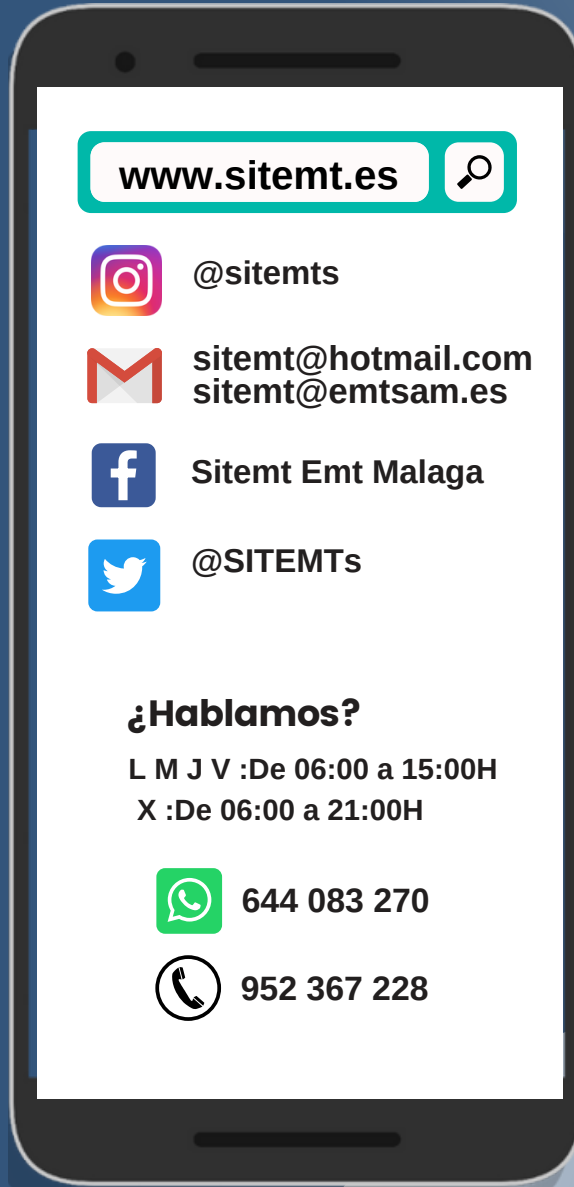 www.sitemt.es
@sitemts
sitemt@hotmail.com
sitemt@emtsam.es
Sitemt Emt Malaga
@SITEMTs
¿Hablamos?
L M J V :De 06:00 a 15:00H
X :De 06:00 a 21:00H
644 083 270
952 367 228